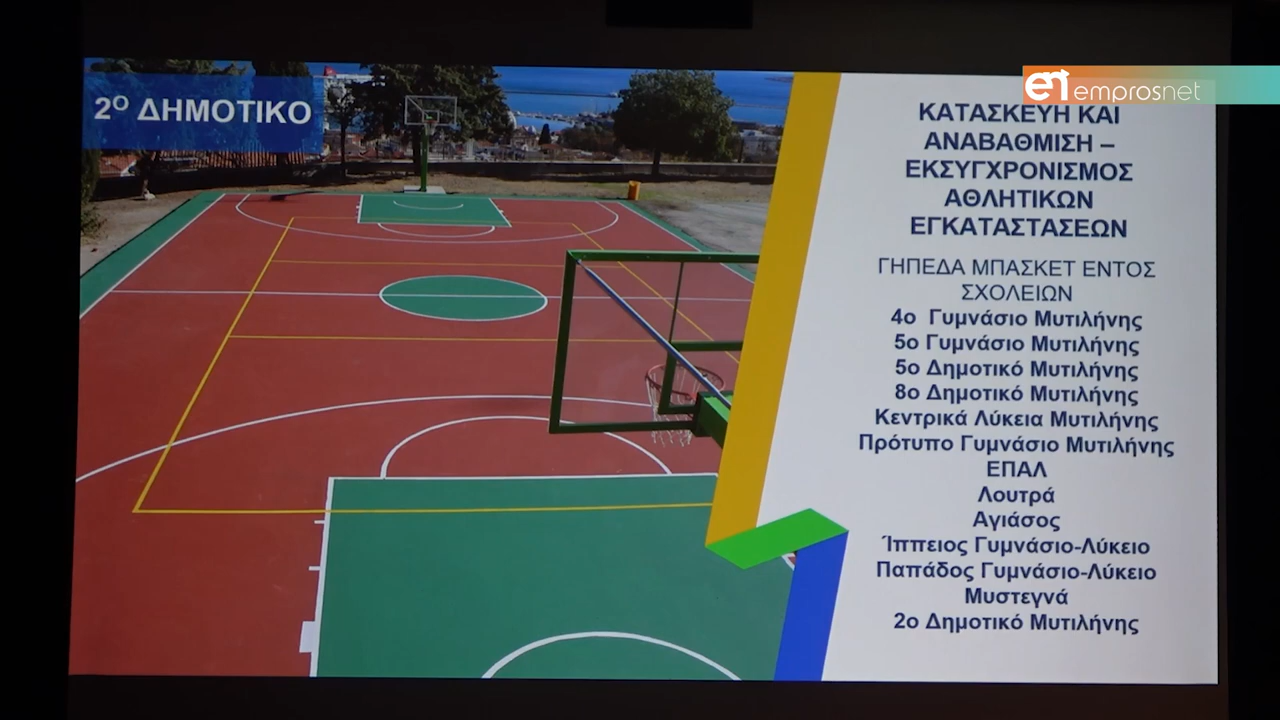 2Ο ΔΗΜΟΤΙΚΟ
en emprosnet
ΚΑΤΑΣΚΕΥΗ ΚΑΙ
ΑΝΑΒΑΘΜΙΣΗ –
ΕΚΣΥΓΧΡΟΝΙΣΜΟΣ
ΑΘΛΗΤΙΚΩΝ
ΕΓΚΑΤΑΣΤΑΣΕΩΝ
ΓΗΠΕΔΑ ΜΠΑΣΚΕΤ ΕΝΤΟΣ
ΣΧΟΛΕΙΩΝ
4ο Γυμνάσιο Μυτιλήνης
5ο Γυμνάσιο Μυτιλήνης
5ο Δημοτικό Μυτιλήνης
8ο Δημοτικό Μυτιλήνης
Κεντρικά Λύκεια Μυτιλήνης
Πρότυπο Γυμνάσιο Μυτιλήνης
ΕΠΑΛ
Λουτρά
Αγιάσος
Ίππειος Γυμνάσιο-Λύκειο
Παπάδος Γυμνάσιο-Λύκειο
Μυστεγνά
2ο Δημοτικό Μυτιλήνης